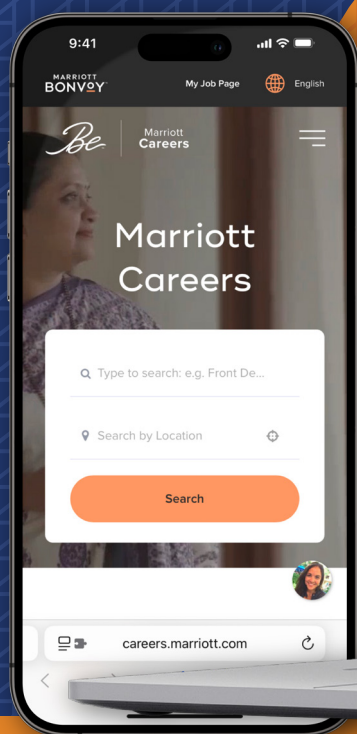 9:41
MARRIOTT
BONVOY
My Job Page
English
Be
Marriott
Careers
Marriott
Careers
Type to search: e.g. Front De...
Search by Location
Search
careers.marriott.com